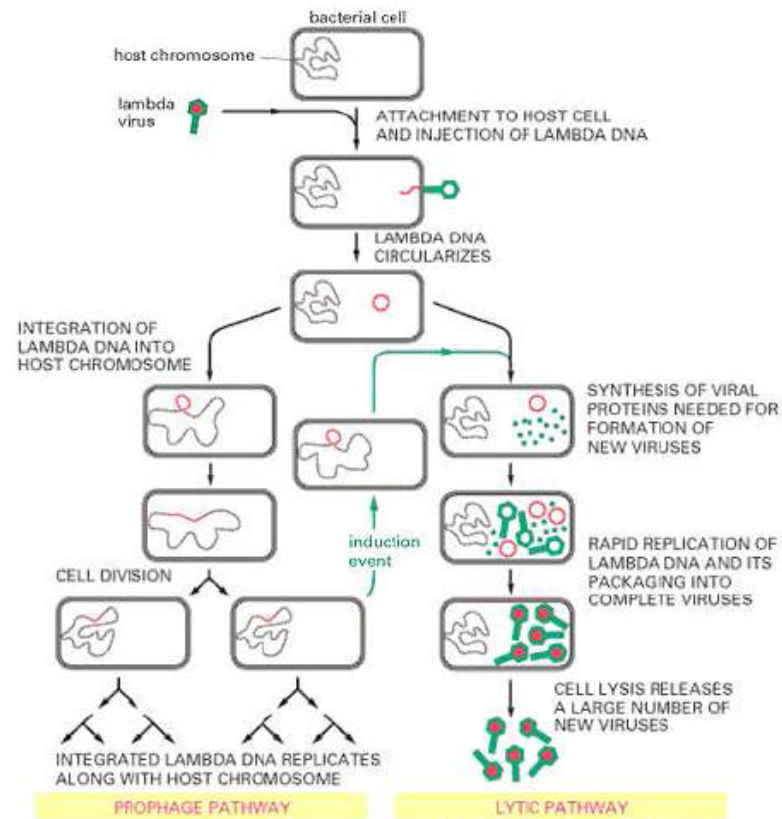 bacterial cell
host chromosome
lambda
virus
ATTACHMENT TO HOST CELL
AND INJECTION OF LAMBDA DNA
LAMBDA DNA
CIRCULARIZES
INTEGRATION OF
LAMBDA DNA INTO
HOST CHROMOSOME
SYNTHESIS OF VIRAL
PROTEINS NEEDED FOR
FORMATION OF
NEW VIRUSES
induction
event
RAPID REPLICATION OF
LAMBDA DNA AND ITS
PACKAGING INTO
COMPLETE VIRUSES
CELL DIVISION
CELL LYSIS RELEASES
A LARGE NUMBER OF
NEW VIRUSES
INTEGRATED LAMBDA DNA REPLICATES
ALONG WITH HOST CHROMOSOME
PROPHAGE PATHWAY
LYTIC PATHWAY